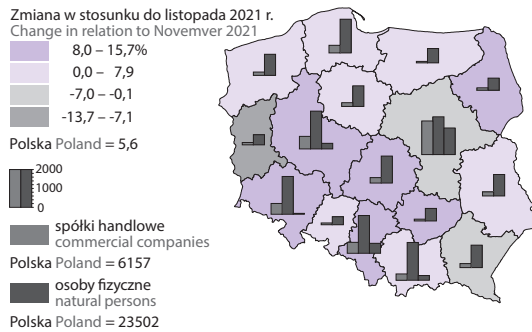 Zmiana w stosunku do listopada 2021 r.
Change in relation to Novemver 2021
8,0 – 15,7%
0,0 – 7,9
-7,0 – -0,1
-13,7 – -7,1
Polska Poland = 5,6
2000
1000
0
spółki handlowe
commercial companies
Polska Poland = 6157
osoby fizyczne
natural persons
Polska Poland = 23502